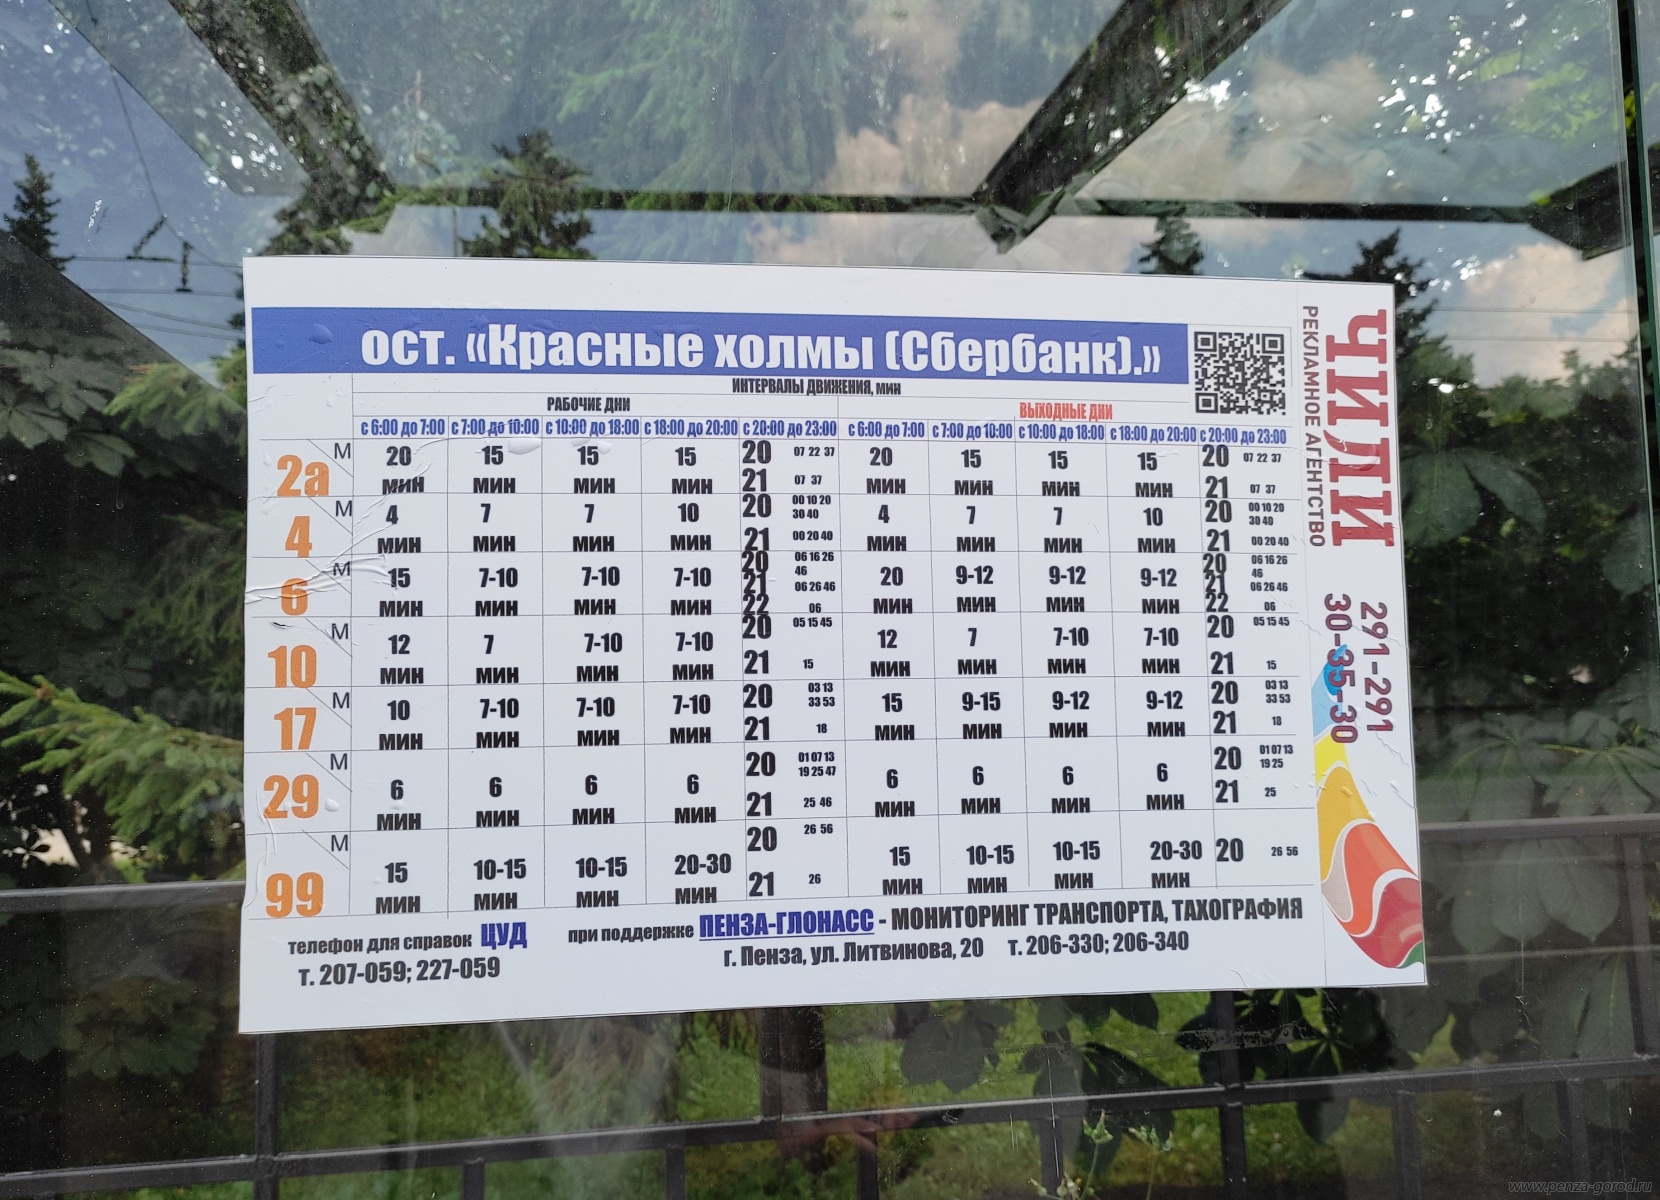 ост. «Красные холмы (Сбербанк).»
ИНТЕРВАЛЫ ДВИЖЕНИЯ, мин
РАБОЧИЕ ДНИ ВЫХОДНЫЕ ДНИ
с 6:00 до 7:00 с 7:00 до 10:00 с 10:00 до 18:00 с 18:00 до 20:00 с 20:00 до 23:00 с 6:00 до 7:00 с 7:00 до 10:00 с 10:00 до 18:00 с 18:00 до 20:00 с 20:00 до 23:00
М 20 15 15 15 20 07 22 37 20 15 15 15 20 07 22 37
2а мин мин мин мин 21 07 37 мин мин мин мин 21 07 37
М 4 7 7 10 20 00 10 20 30 40 4 7 7 10 20 00 10 20 30 40
4 мин мин мин мин 21 00 20 40 мин мин мин мин 21 00 20 40
М 15 7-10 7-10 7-10 20 06 16 26 46 20 9-12 9-12 9-12 20 06 16 26 46
21 06 26 46 21 06 26 46
6 мин мин мин мин 22 06 мин мин мин мин 22 06
М 12 7 7-10 7-10 20 05 15 45 12 7 7-10 7-10 20 05 15 45
10 мин мин мин мин 21 15 мин мин мин мин 21 15
М 10 7-10 7-10 7-10 20 03 13 33 53 15 9-15 9-12 9-12 20 03 13 33 53
17 мин мин мин мин 21 18 мин мин мин мин 21 18
М 6 6 6 6 20 01 07 13 19 25 47 6 6 6 6 20 01 07 13 19 25
29 мин мин мин мин 21 25 46 мин мин мин мин 21 25
М 15 10-15 10-15 20-30 20 26 56 15 10-15 10-15 20-30 20 26 56
99 мин мин мин мин 21 26 мин мин мин мин
телефон для справок ЦУД
т. 207-059; 227-059
при поддержке ПЕНЗА-ГЛОНАСС - МОНИТОРИНГ ТРАНСПОРТА, ТАХОГРАФИЯ
г. Пенза, ул. Литвинова, 20 т. 206-330; 206-340
ЧИЛИ
РЕКЛАМНОЕ АГЕНТСТВО
291-291
30-35-30
www.penza-gorod.ru